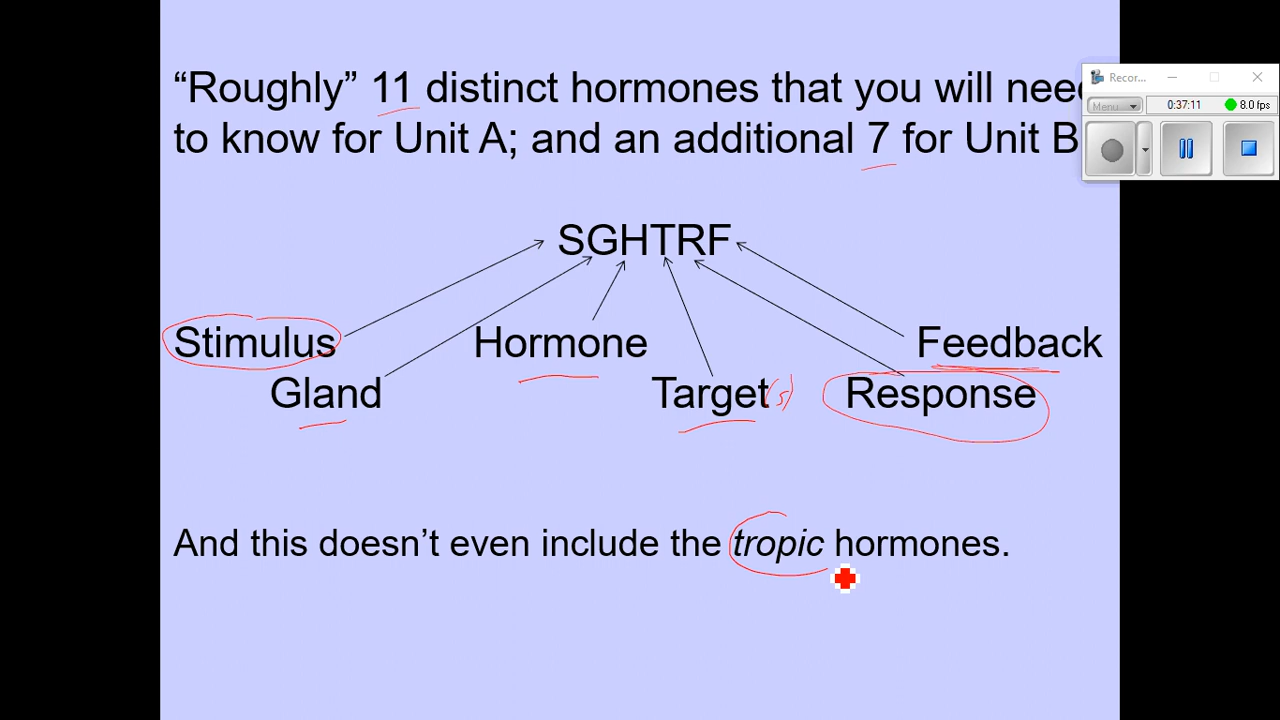 “Roughly” 11 distinct hormones that you will need
to know for Unit A; and an additional 7 for Unit B
Recor...
Menu
0:37:11
8.0 fps
SGHTRF
Stimulus
Hormone
Feedback
Gland
Target(s)
Response
And this doesn’t even include the tropic hormones.